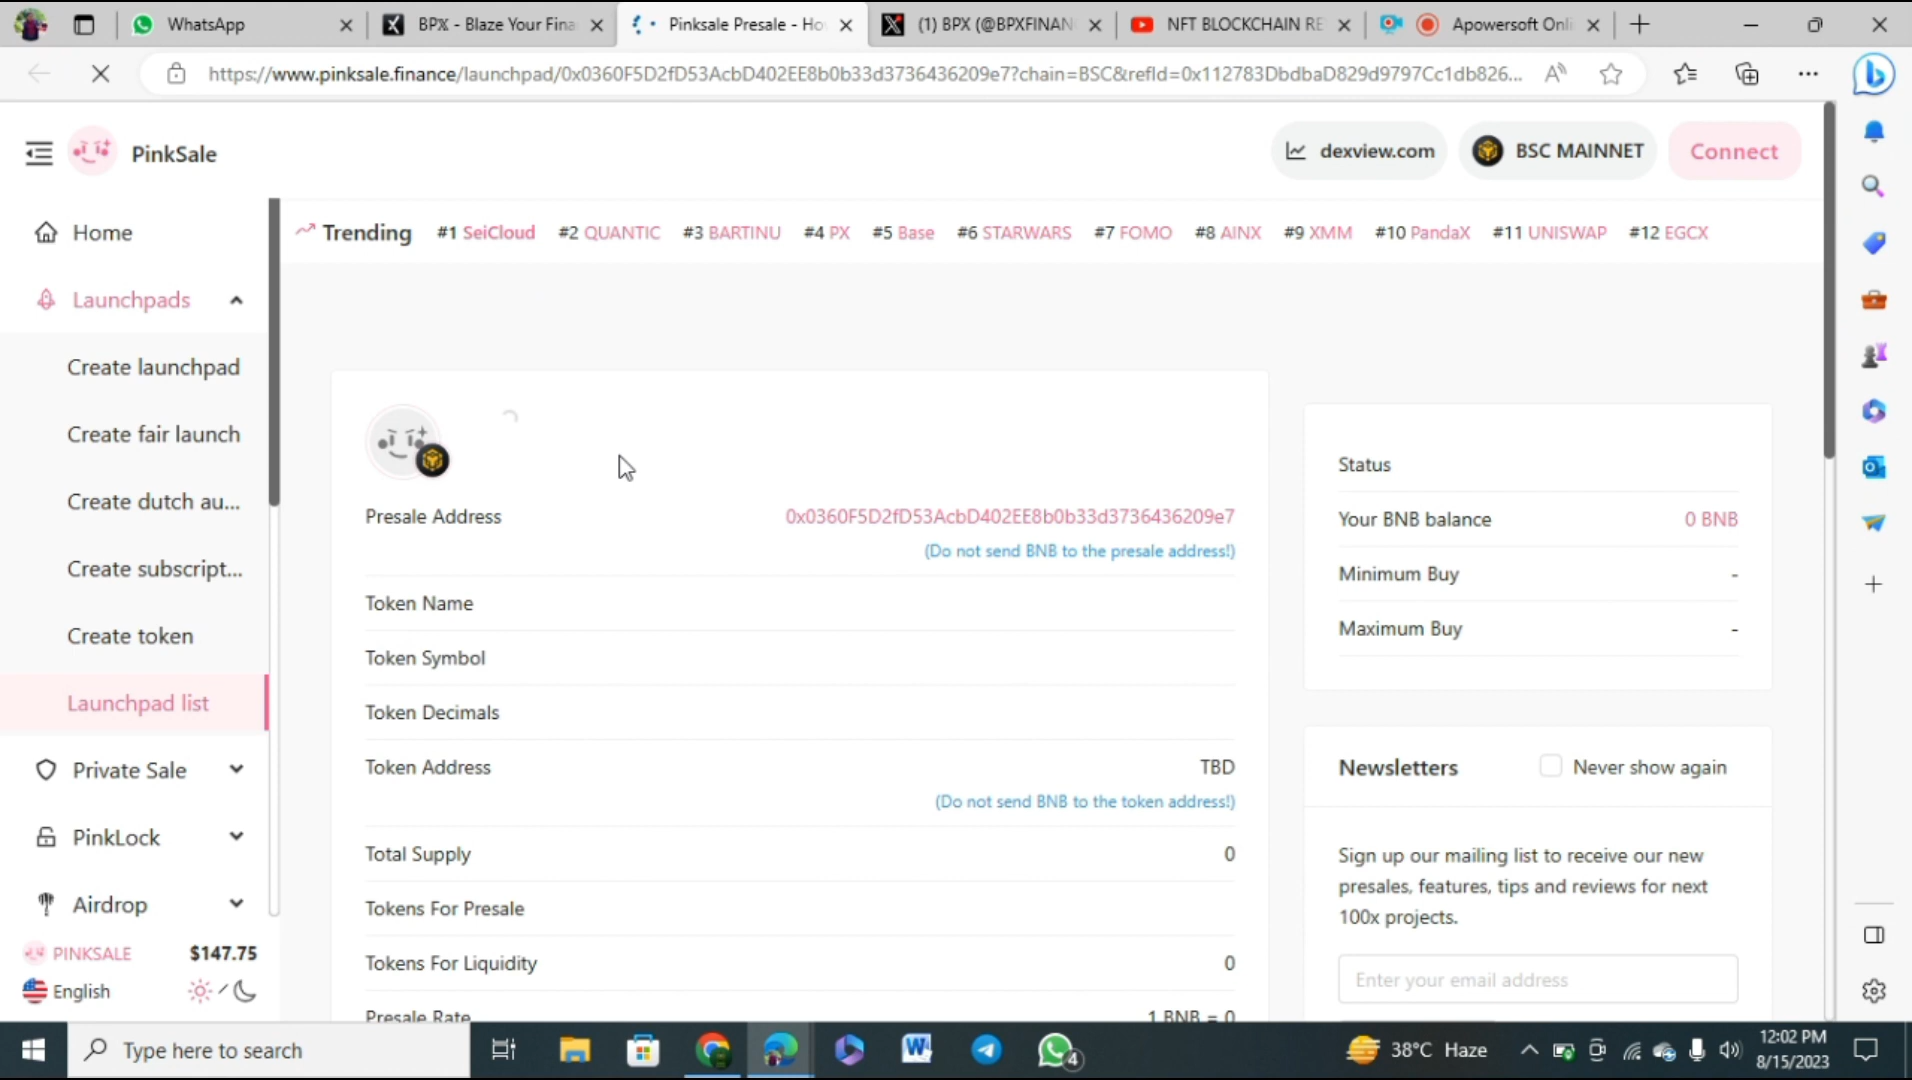 WhatsApp
BPX - Blaze Your Fina
Pinksale Presale - Ho
(1) BPX (@BPXFINAN
NFT BLOCKCHAIN RE
Apowersoft Onli
https://www.pinksale.finance/launchpad/0x0360F5D2fD53AcbD402EE8b0b33d3736436209e7?chain=BSC&refId=0x112783DbdbaD829d9797Cc1db826...
PinkSale
dexview.com
BSC MAINNET
Connect
Home
Trending
#1 SeiCloud
#2 QUANTIC
#3 BARTINU
#4 PX
#5 Base
#6 STARWARS
#7 FOMO
#8 AINX
#9 XMM
#10 PandaX
#11 UNISWAP
#12 EGCX
Launchpads
Create launchpad
Create fair launch
Create dutch au...
Create subscript...
Create token
Launchpad list
Private Sale
PinkLock
Airdrop
PINKSALE
$147.75
English
Presale Address
0x0360F5D2fD53AcbD402EE8b0b33d3736436209e7
(Do not send BNB to the presale address!)
Token Name
Token Symbol
Token Decimals
Token Address
TBD
(Do not send BNB to the token address!)
Total Supply
0
Tokens For Presale
Tokens For Liquidity
0
Presale Rate
1 BNB = 0
Status
Your BNB balance
0 BNB
Minimum Buy
-
Maximum Buy
-
Newsletters
Never show again
Sign up our mailing list to receive our new
presales, features, tips and reviews for next
100x projects.
Enter your email address
Type here to search
4
38°C Haze
12:02 PM
8/15/2023